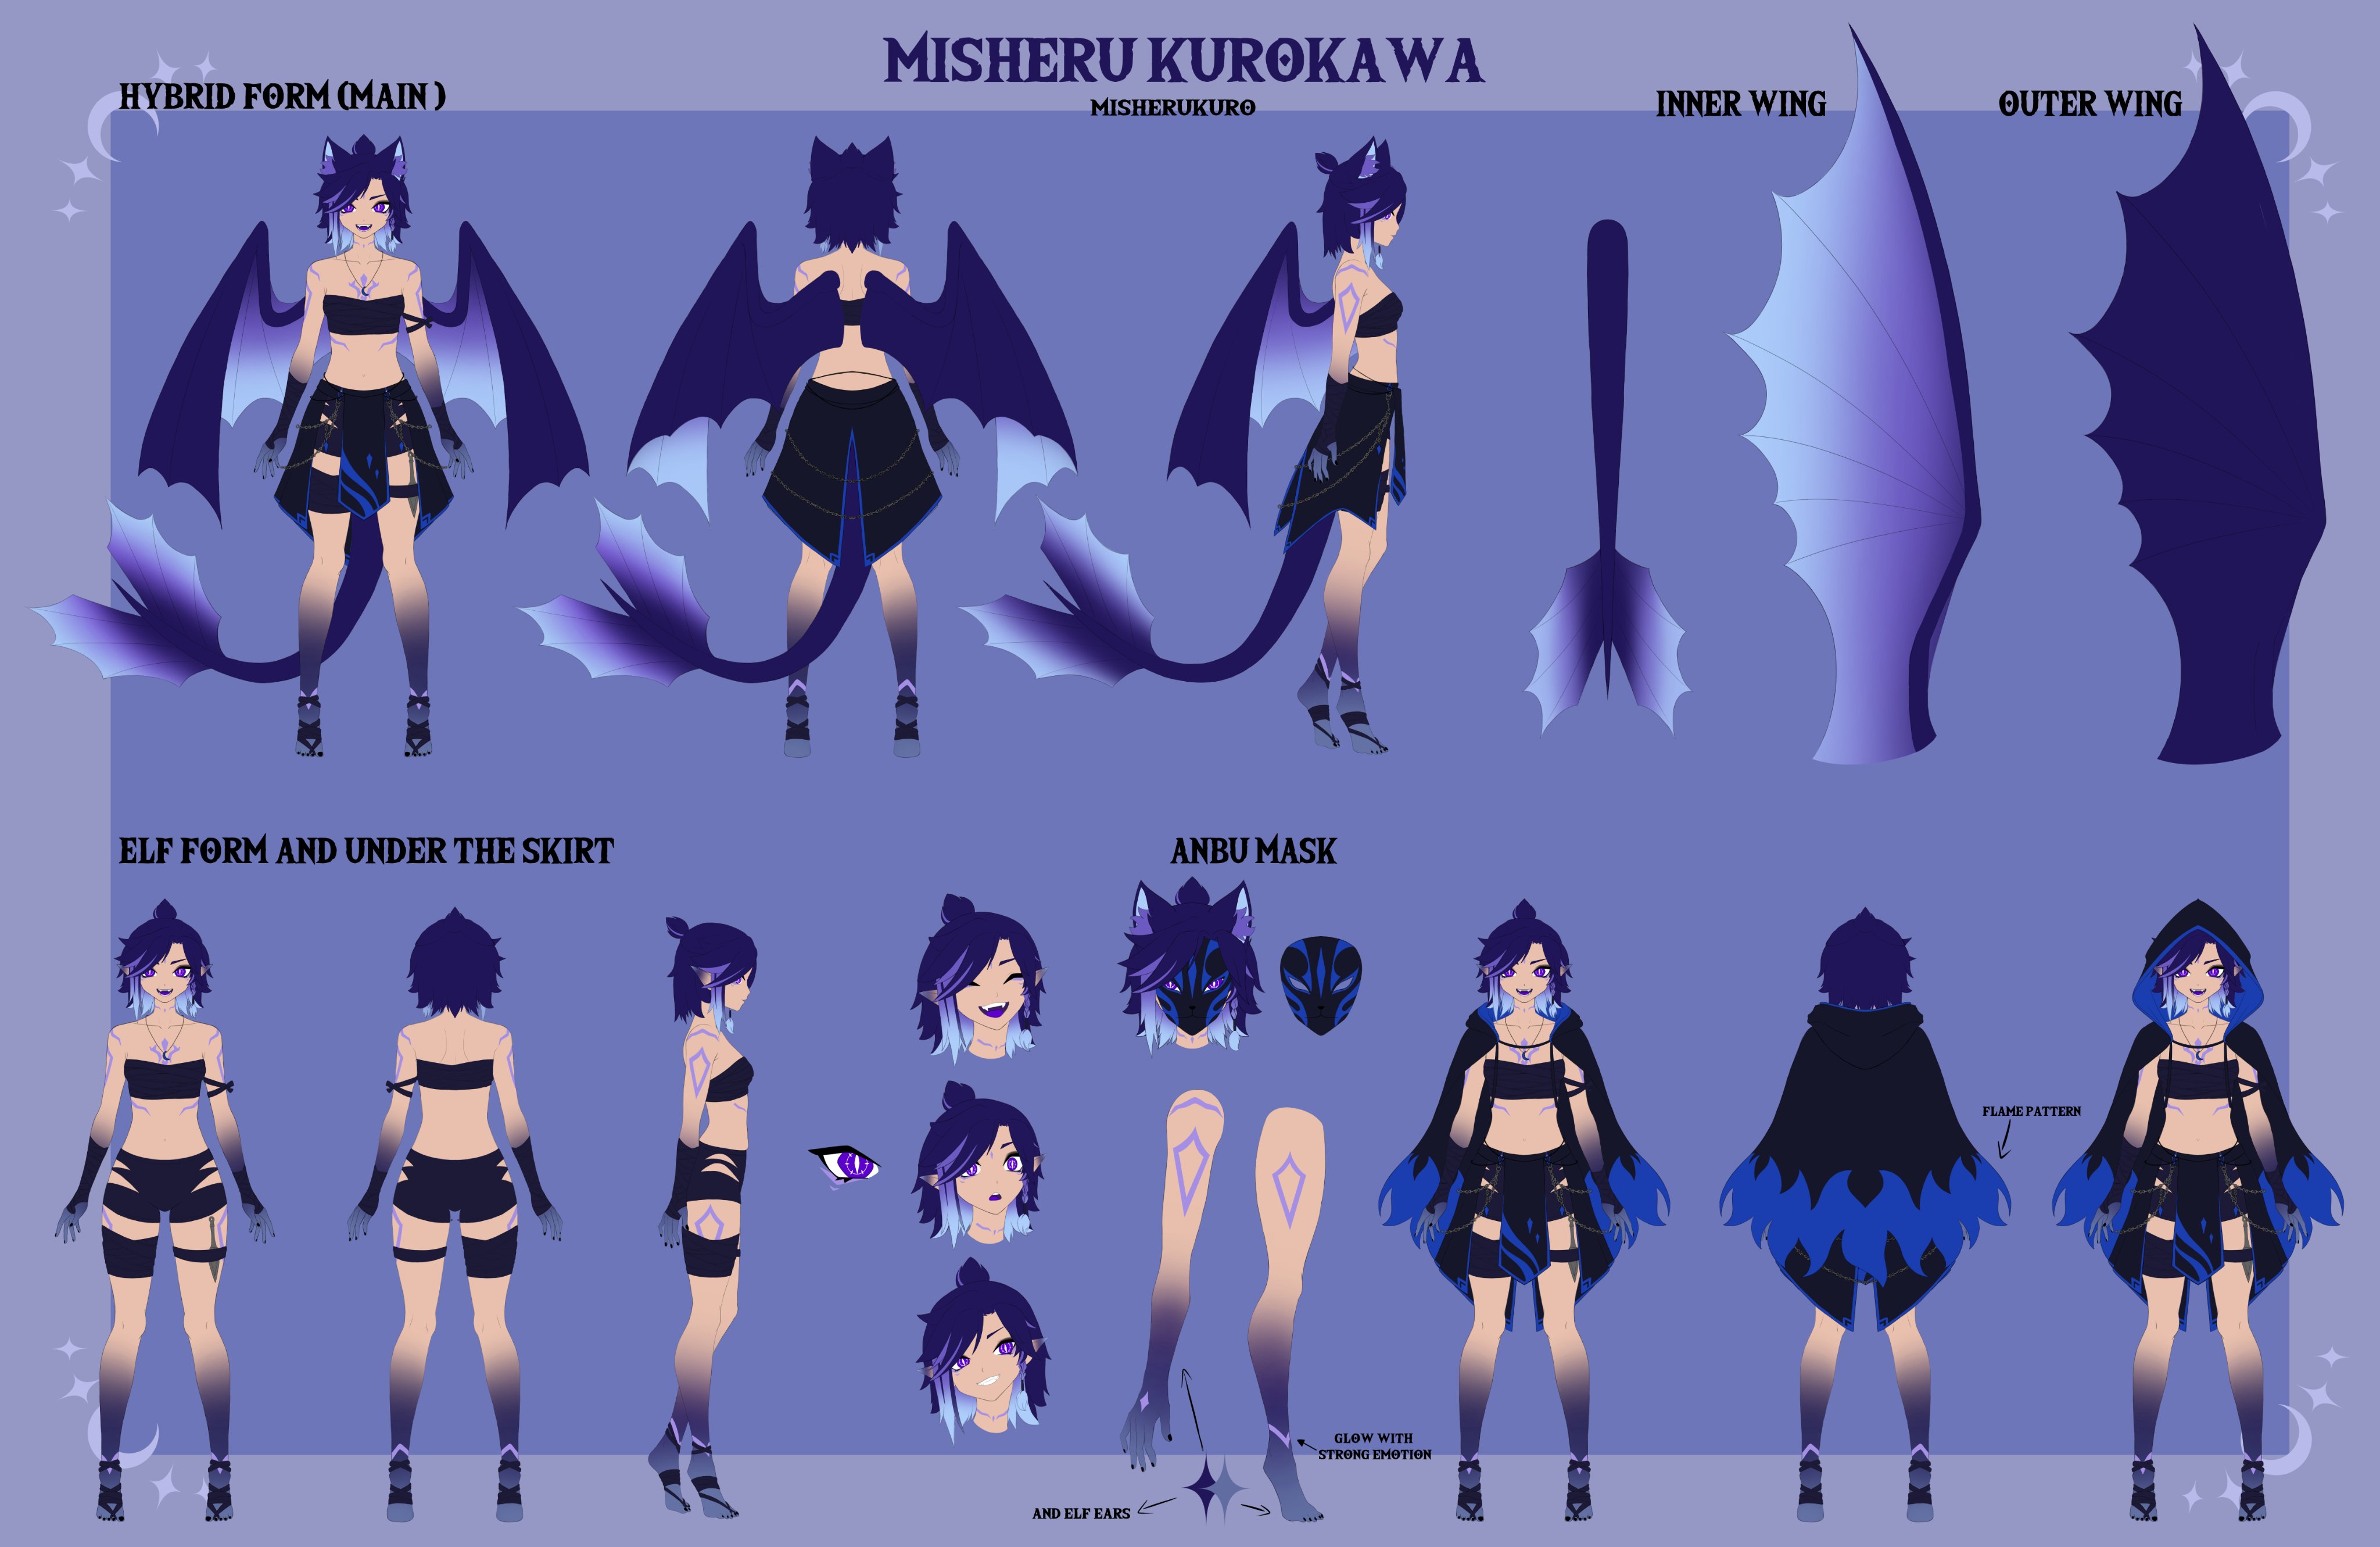 MISHERU KUROKAWA
MISHERUKURO
HYBRID FORM (MAIN )
INNER WING
OUTER WING
ELF FORM AND UNDER THE SKIRT
ANBU MASK
FLAME PATTERN
GLOW WITH
STRONG EMOTION
AND ELF EARS